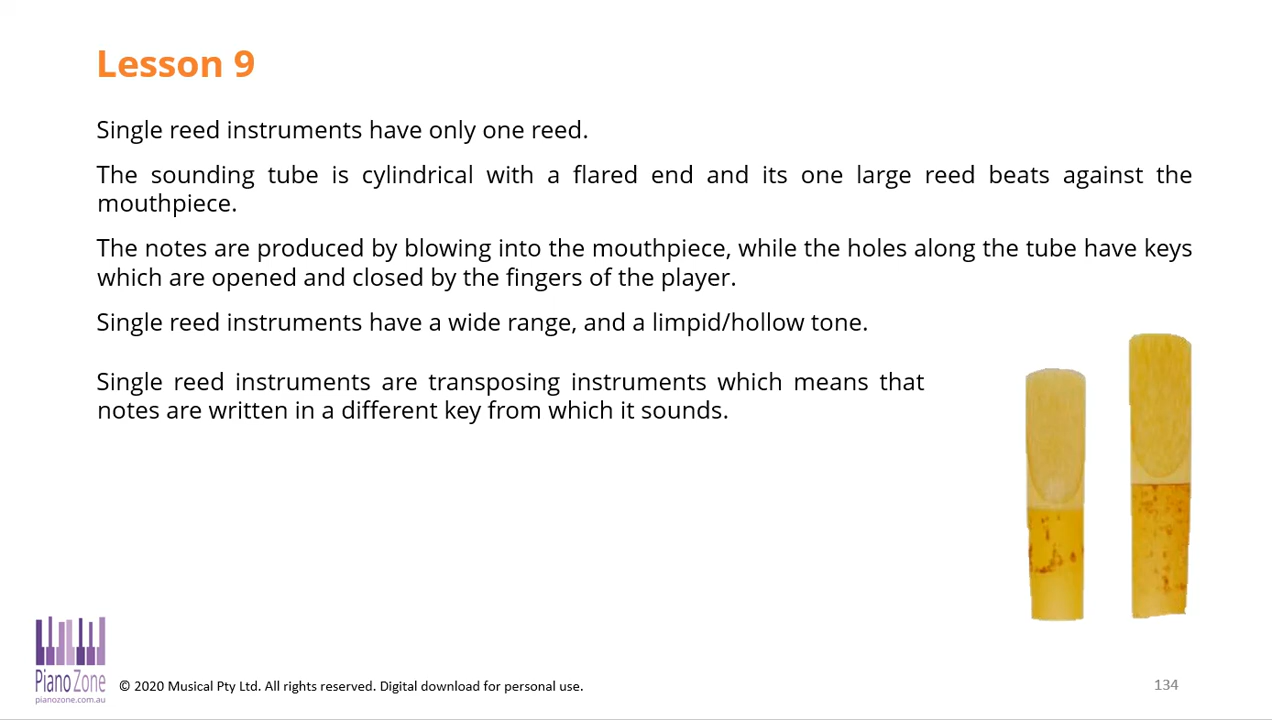 Lesson 9
Single reed instruments have only one reed.
The sounding tube is cylindrical with a flared end and its one large reed beats against the
mouthpiece.
The notes are produced by blowing into the mouthpiece, while the holes along the tube have keys
which are opened and closed by the fingers of the player.
Single reed instruments have a wide range, and a limpid/hollow tone.
Single reed instruments are transposing instruments which means that
notes are written in a different key from which it sounds.
Piano Zone
pianozone.com.au
© 2020 Musical Pty Ltd. All rights reserved. Digital download for personal use.
134